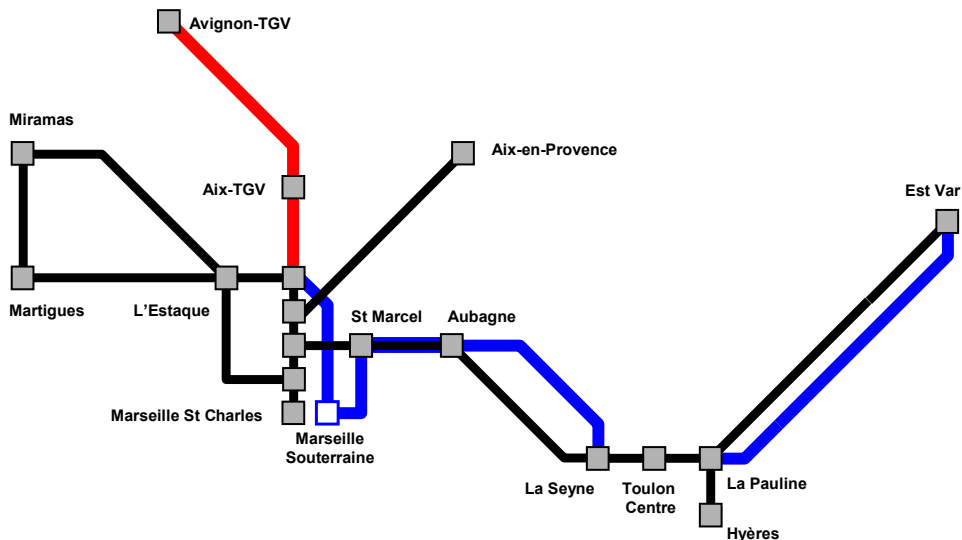 Avignon-TGV
Miramas
Aix-en-Provence
Aix-TGV
Est Var
Martigues
L'Estaque
St Marcel
Aubagne
Marseille St Charles
Marseille
Souterraine
La Seyne
Toulon
Centre
La Pauline
Hyères